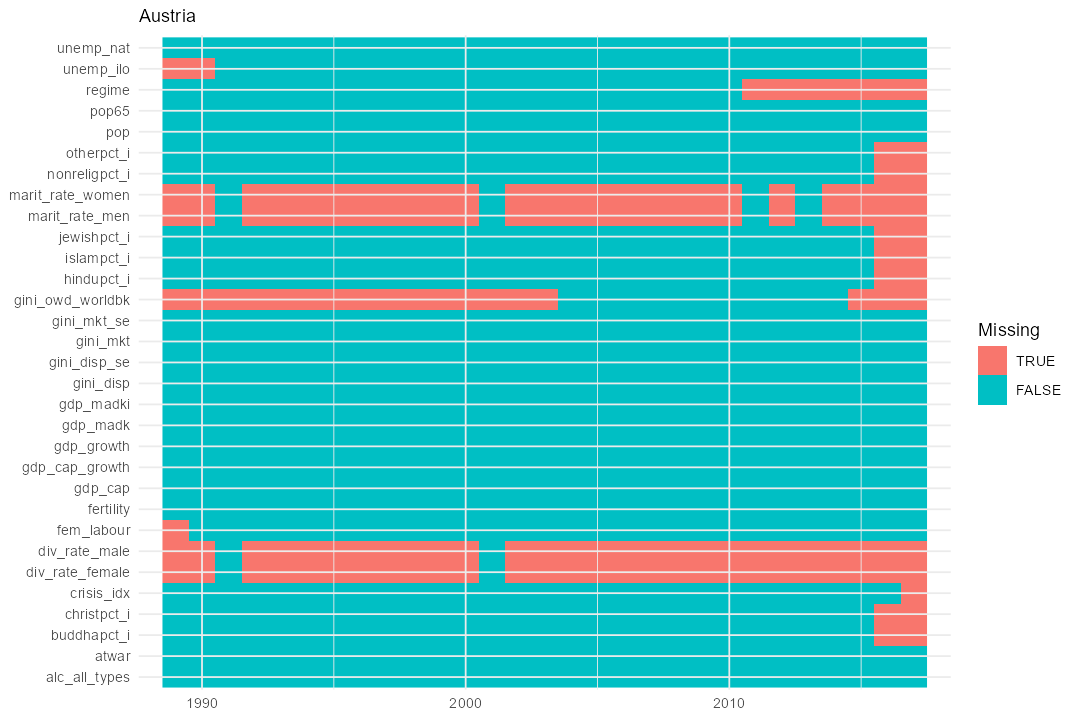 Austria
unemp_nat
unemp_ilo
regime
pop65
pop
otherpct_i
nonreligpct_i
marit_rate_women
marit_rate_men
jewishpct_i
islampct_i
hindupct_i
gini_owd_worldbk
gini_mkt_se
gini_mkt
gini_disp_se
gini_disp
gdp_madki
gdp_madk
gdp_growth
gdp_cap_growth
gdp_cap
fertility
fem_labour
div_rate_male
div_rate_female
crisis_idx
christpct_i
buddhapct_i
atwar
alc_all_types
1990 2000 2010
Missing
TRUE
FALSE